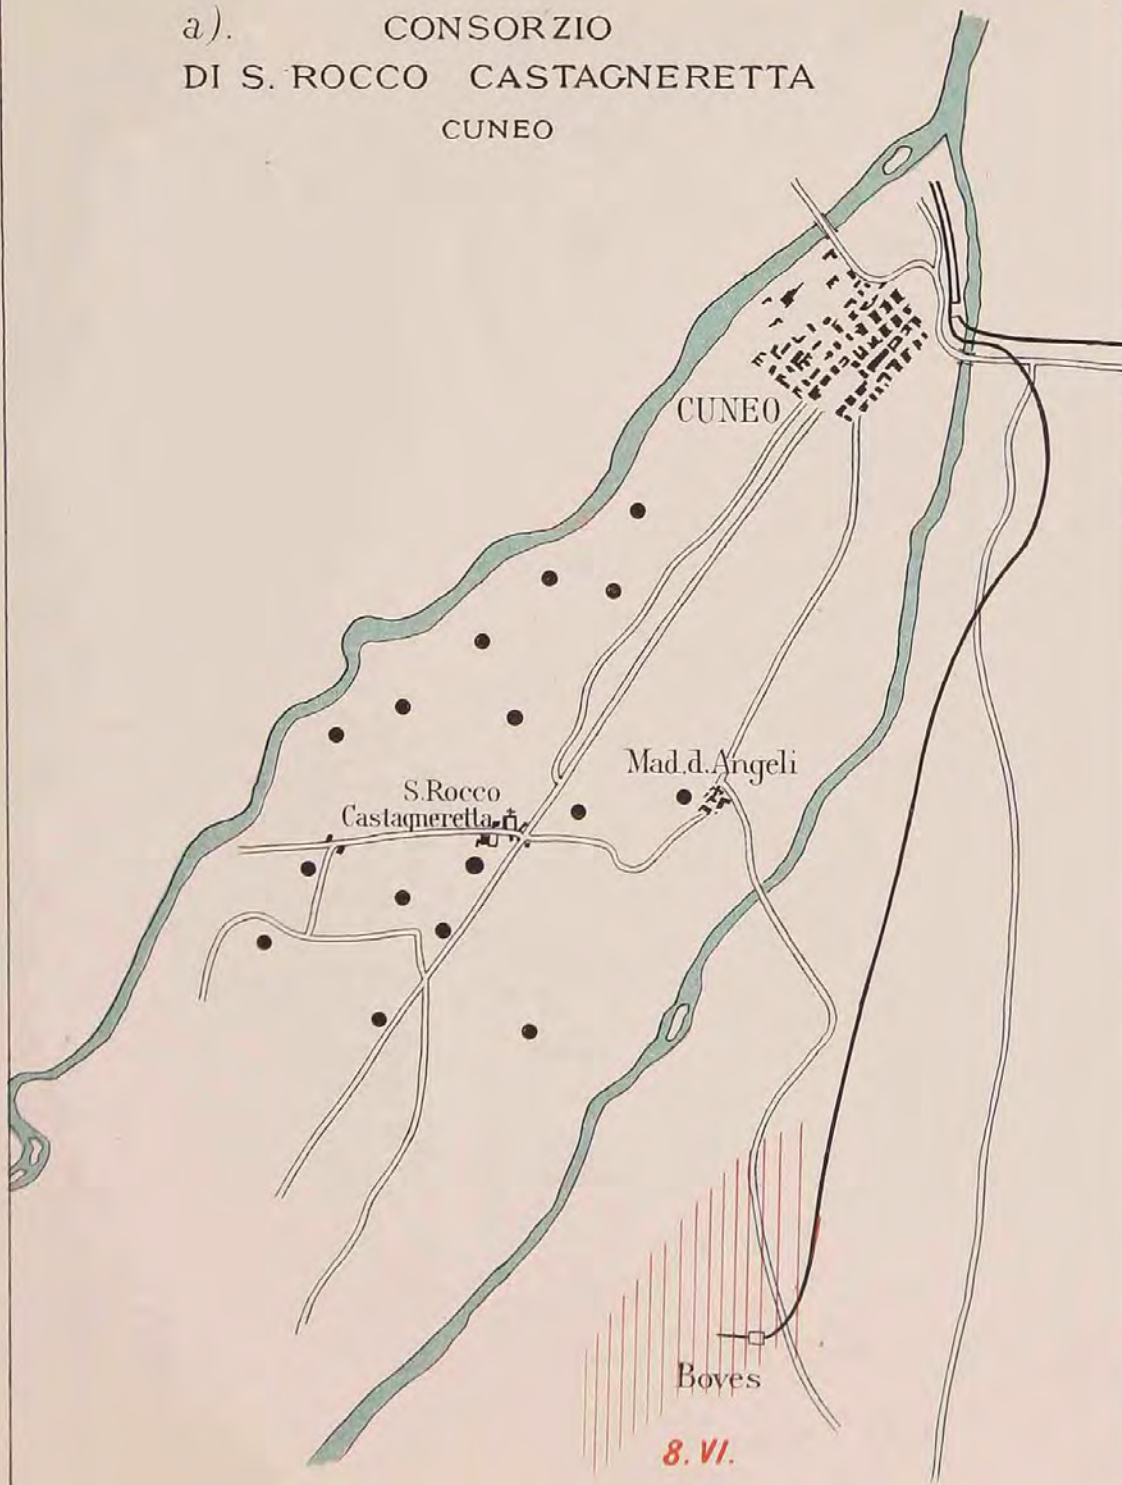 a). CONSORZIO
DI S. ROCCO CASTAGNERETTA
CUNEO
CUNEO
Mad. d. Angeli
S. Rocco
Castagneretta
Boves
8. VI.